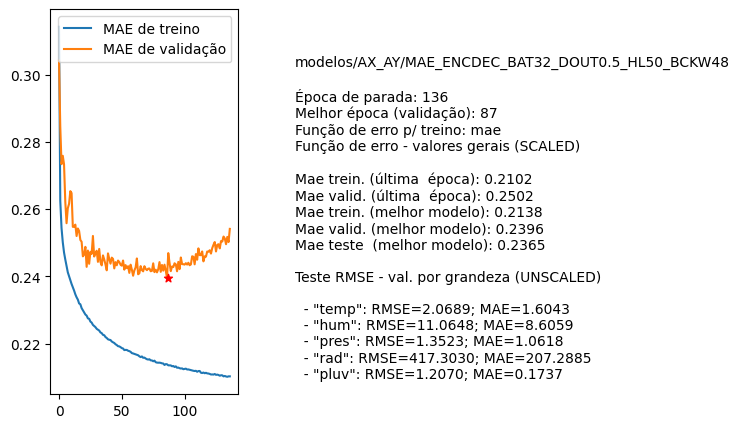 MAE de treino
MAE de validação
0.30
0.28
0.26
0.24
0.22
0
50
100
modelos/AX_AY/MAE_ENCDEC_BAT32_DOUT0.5_HL50_BCKW48
Época de parada: 136
Melhor época (validação): 87
Função de erro p/ treino: mae
Função de erro - valores gerais (SCALED)
Mae trein. (última  época): 0.2102
Mae valid. (última  época): 0.2502
Mae trein. (melhor modelo): 0.2138
Mae valid. (melhor modelo): 0.2396
Mae teste  (melhor modelo): 0.2365
Teste RMSE - val. por grandeza (UNSCALED)
- "temp": RMSE=2.0689; MAE=1.6043
- "hum": RMSE=11.0648; MAE=8.6059
- "pres": RMSE=1.3523; MAE=1.0618
- "rad": RMSE=417.3030; MAE=207.2885
- "pluv": RMSE=1.2070; MAE=0.1737